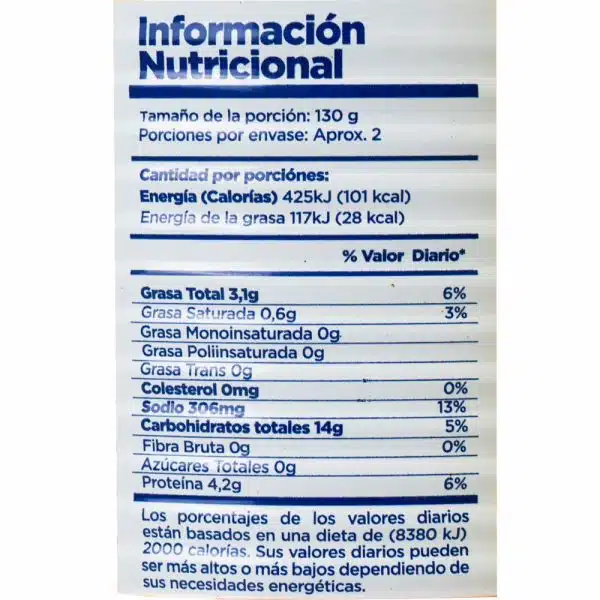 Información
Nutricional
Tamaño de la porción: 130 g
Porciones por envase: Aprox. 2
Cantidad por porciónes:
Energía (Calorías) 425kJ (101 kcal)
Energía de la grasa 117kJ (28 kcal)
% Valor Diario*
Grasa Total 3,1g 6%
Grasa Saturada 0,6g 3%
Grasa Monoinsaturada 0g
Grasa Poliinsaturada 0g
Grasa Trans 0g
Colesterol 0mg 0%
Sodio 306mg 13%
Carbohidratos totales 14g 5%
Fibra Bruta 0g 0%
Azúcares Totales 0g
Proteína 4,2g 6%
Los porcentajes de los valores diarios
están basados en una dieta de (8380 kJ)
2000 calorías. Sus valores diarios pueden
ser más altos o más bajos dependiendo de
sus necesidades energéticas.